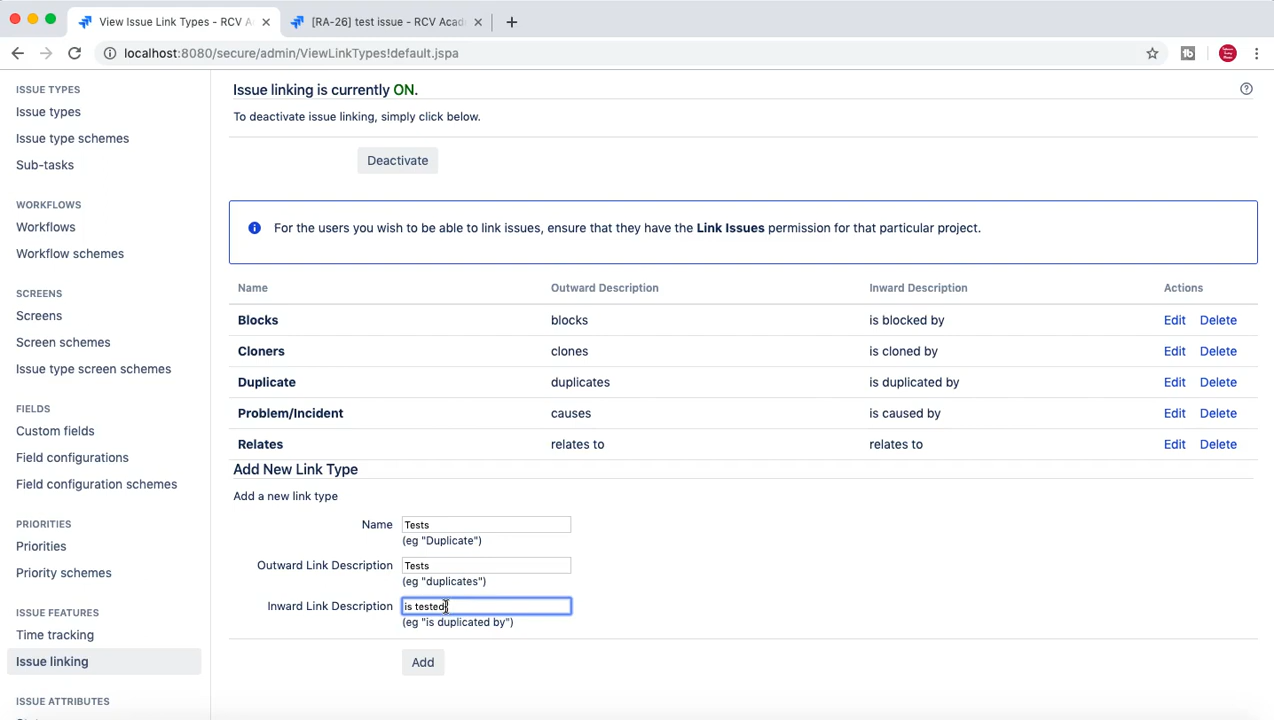 View Issue Link Types - RCV A
[RA-26] test issue - RCV Acad
localhost:8080/secure/admin/ViewLinkTypes!default.jspa
ISSUE TYPES
Issue types
Issue type schemes
Sub-tasks
WORKFLOWS
Workflows
Workflow schemes
SCREENS
Screens
Screen schemes
Issue type screen schemes
FIELDS
Custom fields
Field configurations
Field configuration schemes
PRIORITIES
Priorities
Priority schemes
ISSUE FEATURES
Time tracking
Issue linking
ISSUE ATTRIBUTES
Issue linking is currently ON.
To deactivate issue linking, simply click below.
Deactivate
For the users you wish to be able to link issues, ensure that they have the Link Issues permission for that particular project.
Name Outward Description Inward Description Actions
Blocks blocks is blocked by Edit Delete
Cloners clones is cloned by Edit Delete
Duplicate duplicates is duplicated by Edit Delete
Problem/Incident causes is caused by Edit Delete
Relates relates to relates to Edit Delete
Add New Link Type
Add a new link type
Name Tests
(eg "Duplicate")
Outward Link Description Tests
(eg "duplicates")
Inward Link Description is tested
(eg "is duplicated by")
Add